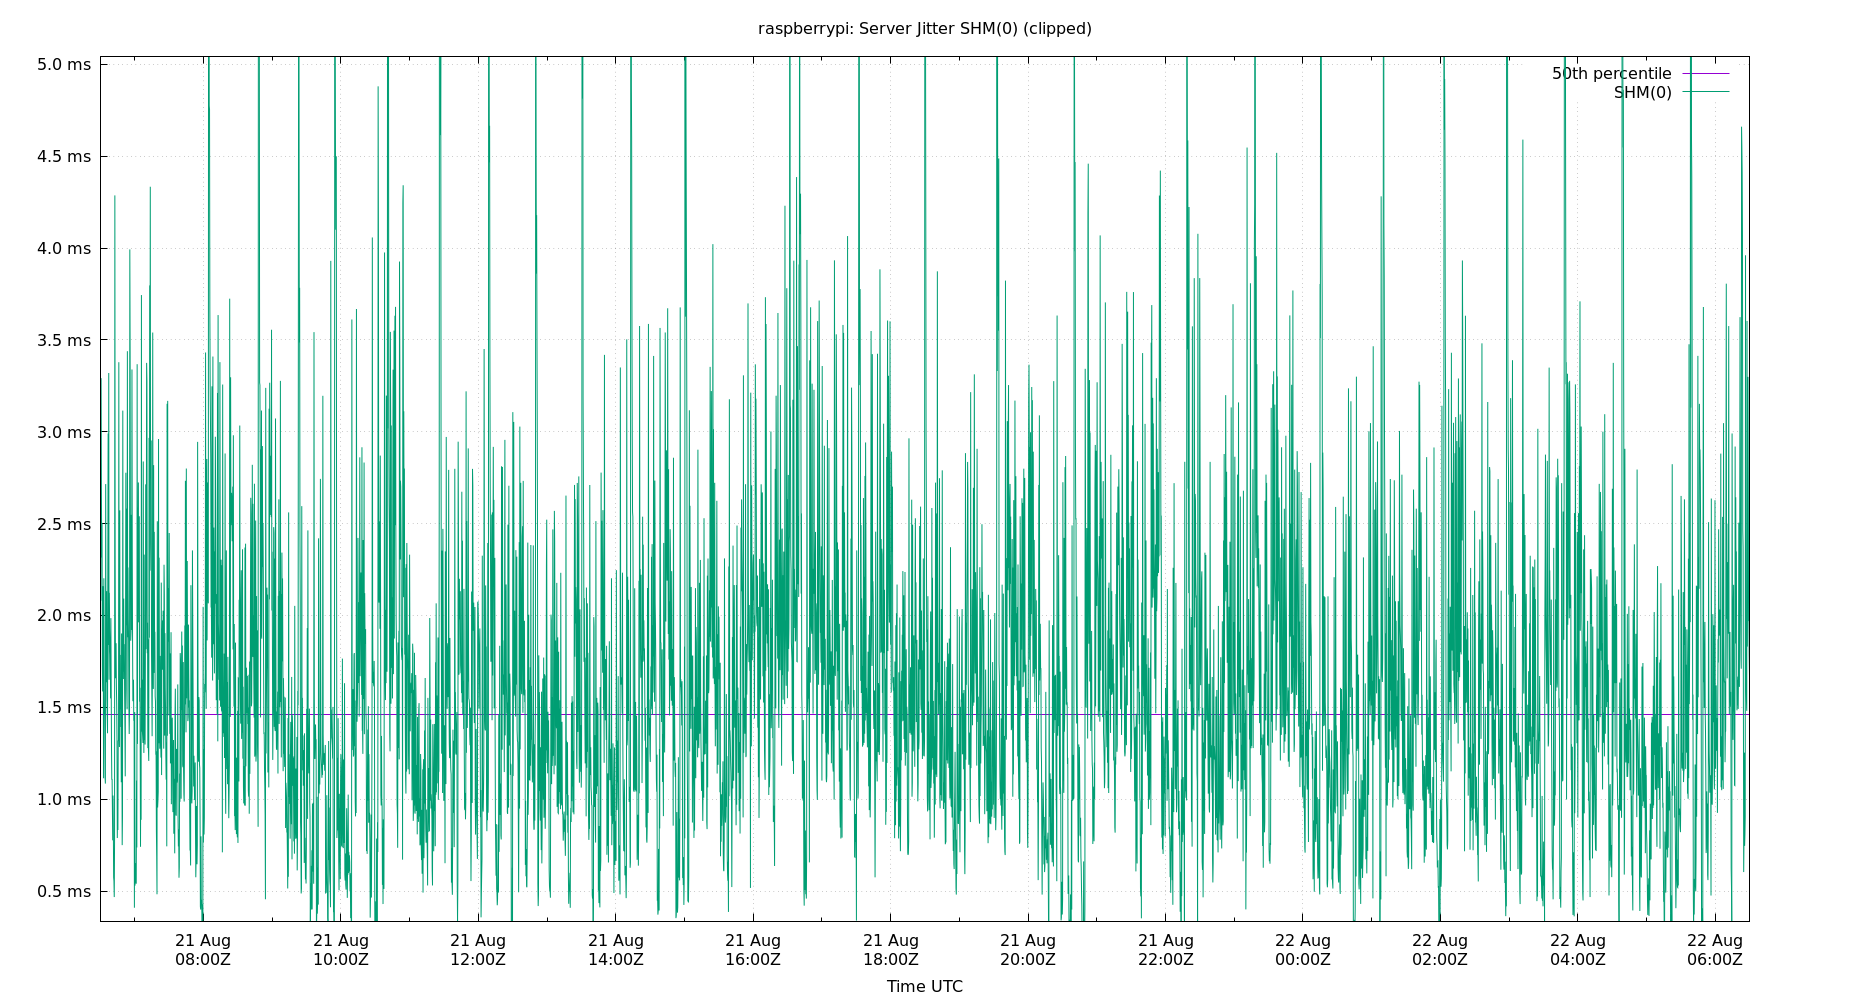 raspberrypi: Server Jitter SHM(0) (clipped)
5.0 ms
50th percentile
SHM(0)
4.5 ms
4.0 ms
3.5 ms
3.0 ms
2.5 ms
2.0 ms
1.5 ms
1.0 ms
0.5 ms
21 Aug 21 Aug 21 Aug 21 Aug 21 Aug 21 Aug 21 Aug 21 Aug 22 Aug 22 Aug 22 Aug 22 Aug
08:00Z 10:00Z 12:00Z 14:00Z 16:00Z 18:00Z 20:00Z 22:00Z 00:00Z 02:00Z 04:00Z 06:00Z
Time UTC